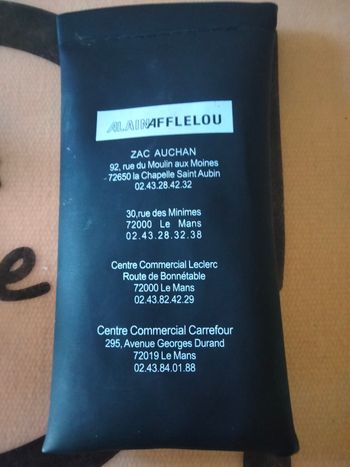 ALAIN AFFLELOU
ZAC AUCHAN
92, rue du Moulin aux Moines
72650 la Chapelle Saint Aubin
02.43.28.42.32
30,rue des Minimes
72000 Le Mans
02.43.28.32.38
Centre Commercial Leclerc
Route de Bonnétable
72000 Le Mans
02.43.82.42.29
Centre Commercial Carrefour
295, Avenue Georges Durand
72019 Le Mans
02.43.84.01.88